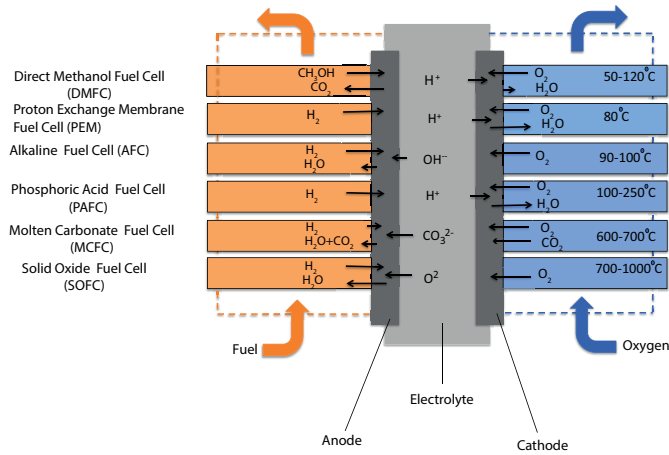 Direct Methanol Fuel Cell
(DMFC)
CH₃OH
CO₂
H⁺
O₂
H₂O
50-120°C
Proton Exchange Membrane
Fuel Cell (PEM)
H₂
H⁺
O₂
H₂O
80°C
Alkaline Fuel Cell (AFC)
H₂
H₂O
OH⁻
O₂
90-100°C
Phosphoric Acid Fuel Cell
(PAFC)
H₂
H⁺
O₂
H₂O
100-250°C
Molten Carbonate Fuel Cell
(MCFC)
H₂
H₂O+CO₂
CO₃²⁻
O₂
CO₂
600-700°C
Solid Oxide Fuel Cell
(SOFC)
H₂
H₂O
O²
O₂
700-1000°C
Fuel
Oxygen
Electrolyte
Anode
Cathode